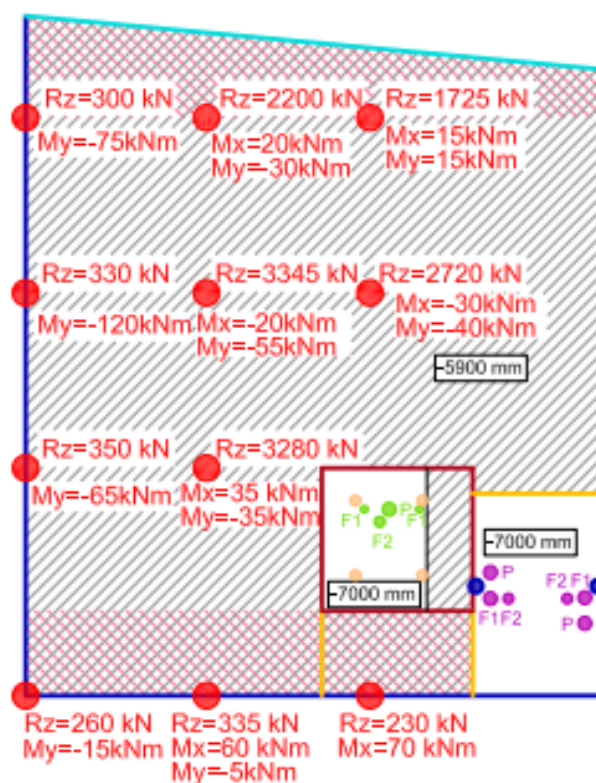 Rz=300 kN
Rz=2200 kN
Rz=1725 kN
My=-75kNm
Mx=20kNm
My=-30kNm
Mx=15kNm
My=15kNm
Rz=330 kN
Rz=3345 kN
Rz=2720 kN
My=-120kNm
Mx=-20kNm
My=-55kNm
Mx=-30kNm
My=-40kNm
-5900 mm
Rz=350 kN
Rz=3280 kN
My=-65kNm
Mx=35 kNm
My=-35kNm
F1
P
F1
F2
-7000 mm
-7000 mm
P
F1F2
F2F1
P
Rz=260 kN
My=-15kNm
Rz=335 kN
Mx=60 kNm
My=-5kNm
Rz=230 kN
Mx=70 kNm